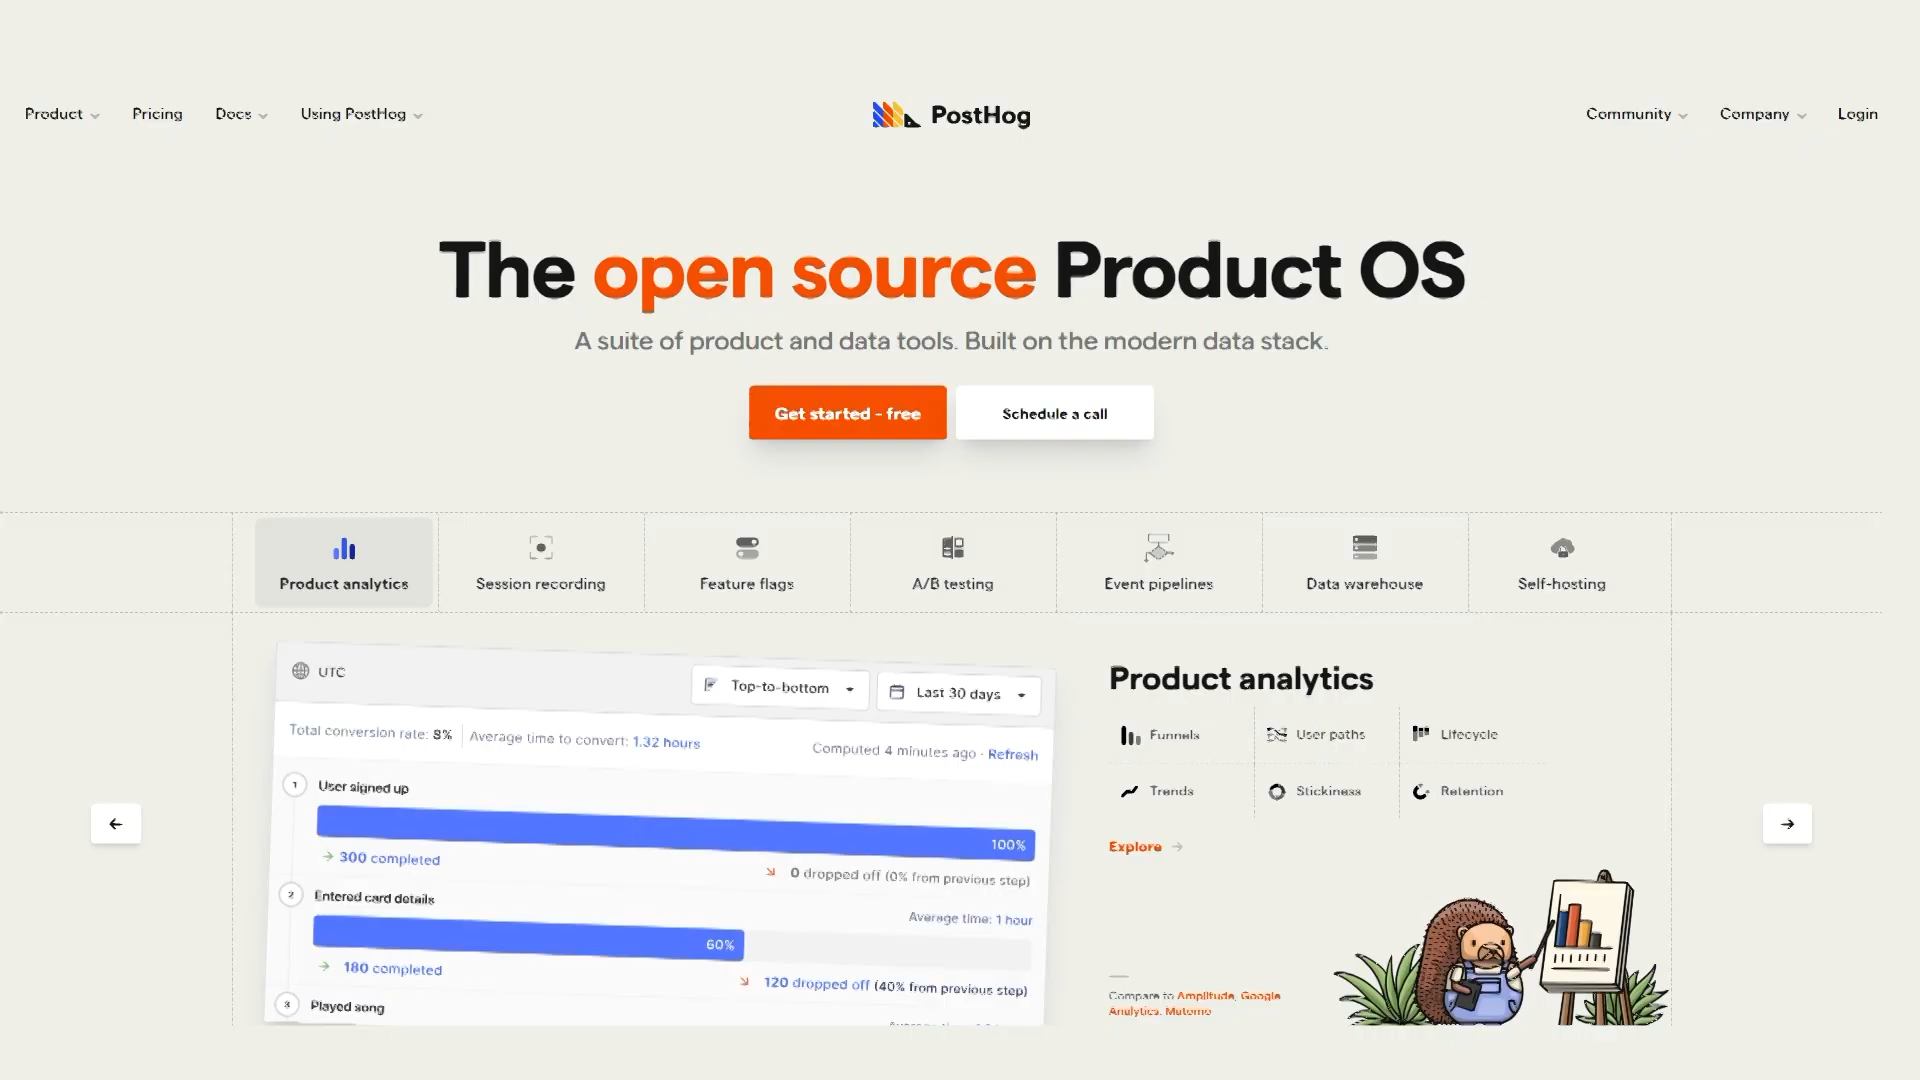 Product
Pricing
Docs
Using PostHog
PostHog
Community
Company
Login
The open source Product OS
A suite of product and data tools. Built on the modern data stack.
Get started - free
Schedule a call
Product analytics
Session recording
Feature flags
A/B testing
Event pipelines
Data warehouse
Self-hosting
UTC
Top-to-bottom
Last 30 days
Total conversion rate: 8%
Average time to convert: 1.32 hours
Computed 4 minutes ago · Refresh
1
User signed up
100%
300 completed
0 dropped off (0% from previous step)
2
Entered card details
Average time: 1 hour
60%
180 completed
120 dropped off (40% from previous step)
3
Played song
Product analytics
Funnels
User paths
Lifecycle
Trends
Stickiness
Retention
Explore
Compare to Amplitude, Google
Analytics, Matomo